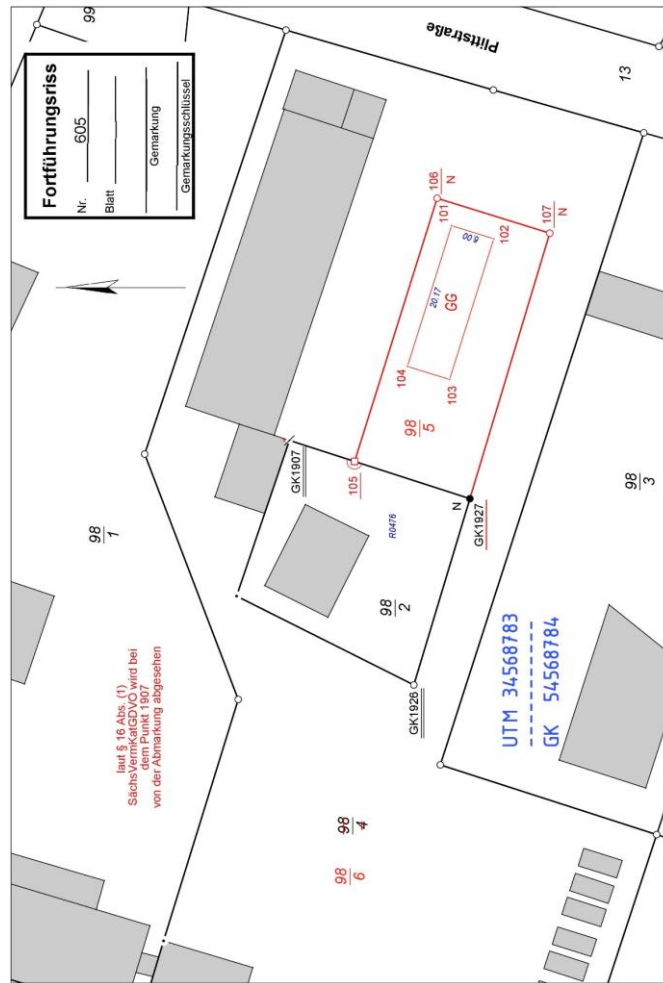 Fortführungsriss
Nr. 605
Blatt
Gemarkung
Gemarkungsschlüssel
99
Plittstraße
13
98
1
laut § 16 Abs. (1)
SächsVermKatGDVO wird bei
dem Punkt 1907
von der Abmarkung abgesehen
106
N
101
6.00
102
107
N
20.17
GG
104
103
98
5
105
GK1907
N
GK1927
R0476
98
2
GK1926
98
3
UTM 34568783
----------
GK 54568784
98
4
98
6